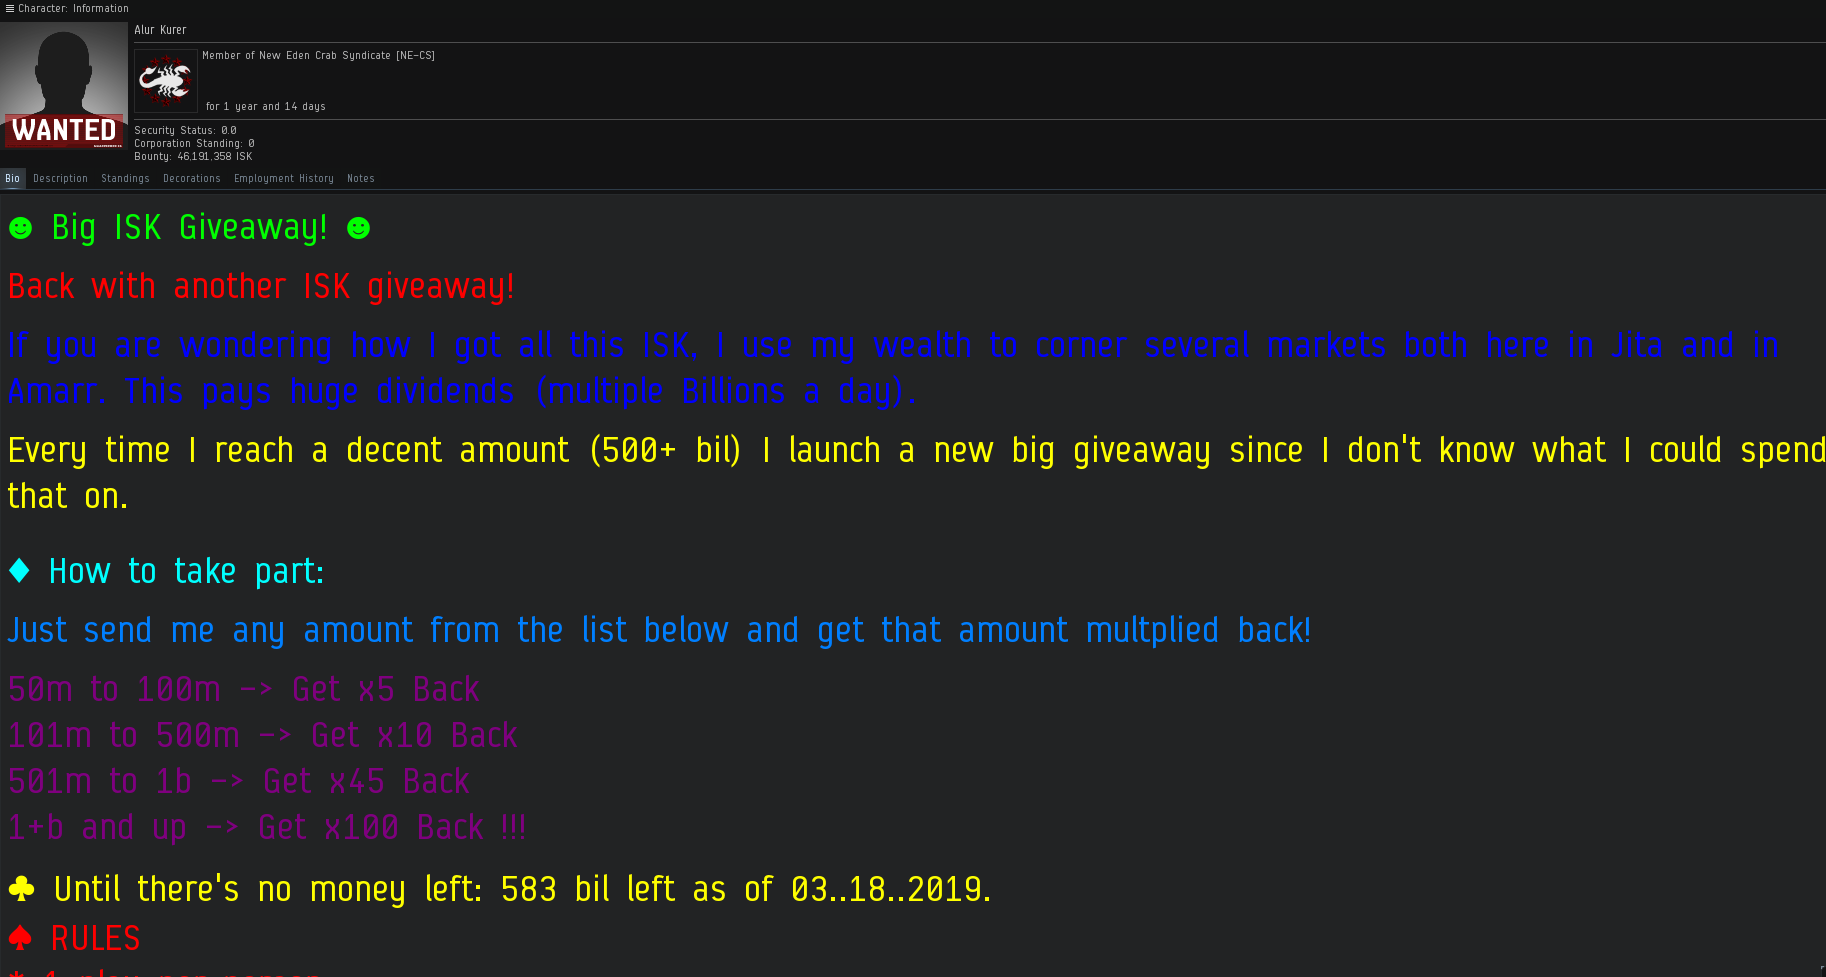 Character: Information
Alur Kurer
Member of New Eden Crab Syndicate [NE-CS]
for 1 year and 14 days
WANTED
Security Status: 0.0
Corporation Standing: 0
Bounty: 46,191,358 ISK
Bio Description Standings Decorations Employment History Notes
☻ Big ISK Giveaway! ☻
Back with another ISK giveaway!
If you are wondering how I got all this ISK, I use my wealth to corner several markets both here in Jita and in
Amarr. This pays huge dividends (multiple Billions a day).
Every time I reach a decent amount (500+ bil) I launch a new big giveaway since I don't know what I could spend
that on.
♦ How to take part:
Just send me any amount from the list below and get that amount multplied back!
50m to 100m -> Get x5 Back
101m to 500m -> Get x10 Back
501m to 1b -> Get x45 Back
1+b and up -> Get x100 Back !!!
♣ Until there's no money left: 583 bil left as of 03..18..2019.
♠ RULES
* 1 play per person